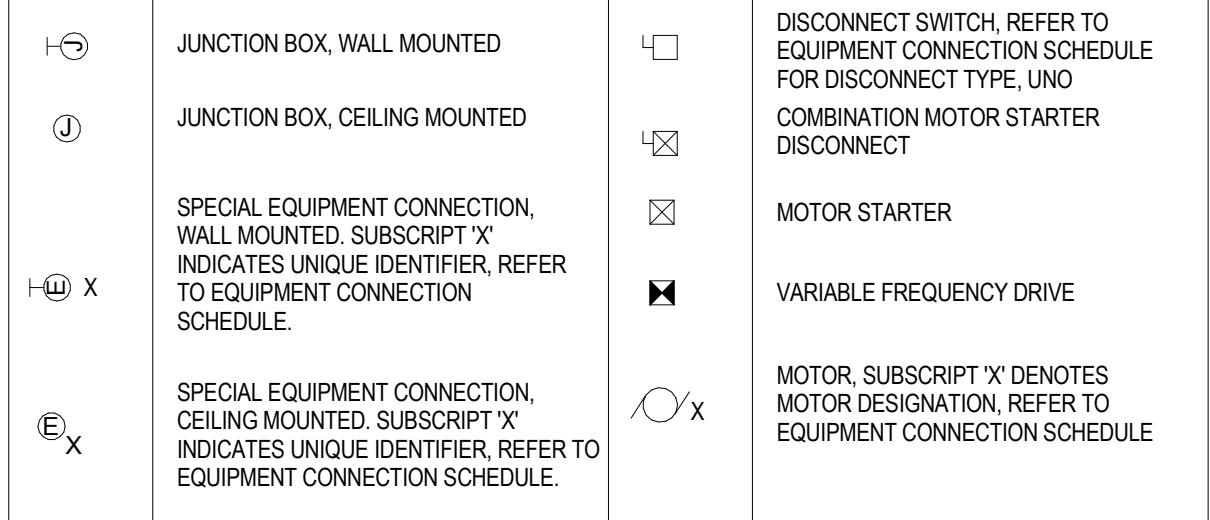 J
JUNCTION BOX, WALL MOUNTED
J
JUNCTION BOX, CEILING MOUNTED
E X
SPECIAL EQUIPMENT CONNECTION,
WALL MOUNTED. SUBSCRIPT 'X'
INDICATES UNIQUE IDENTIFIER, REFER
TO EQUIPMENT CONNECTION
SCHEDULE.
E X
SPECIAL EQUIPMENT CONNECTION,
CEILING MOUNTED. SUBSCRIPT 'X'
INDICATES UNIQUE IDENTIFIER, REFER TO
EQUIPMENT CONNECTION SCHEDULE.
DISCONNECT SWITCH, REFER TO
EQUIPMENT CONNECTION SCHEDULE
FOR DISCONNECT TYPE, UNO
COMBINATION MOTOR STARTER
DISCONNECT
MOTOR STARTER
VARIABLE FREQUENCY DRIVE
X
MOTOR, SUBSCRIPT 'X' DENOTES
MOTOR DESIGNATION, REFER TO
EQUIPMENT CONNECTION SCHEDULE